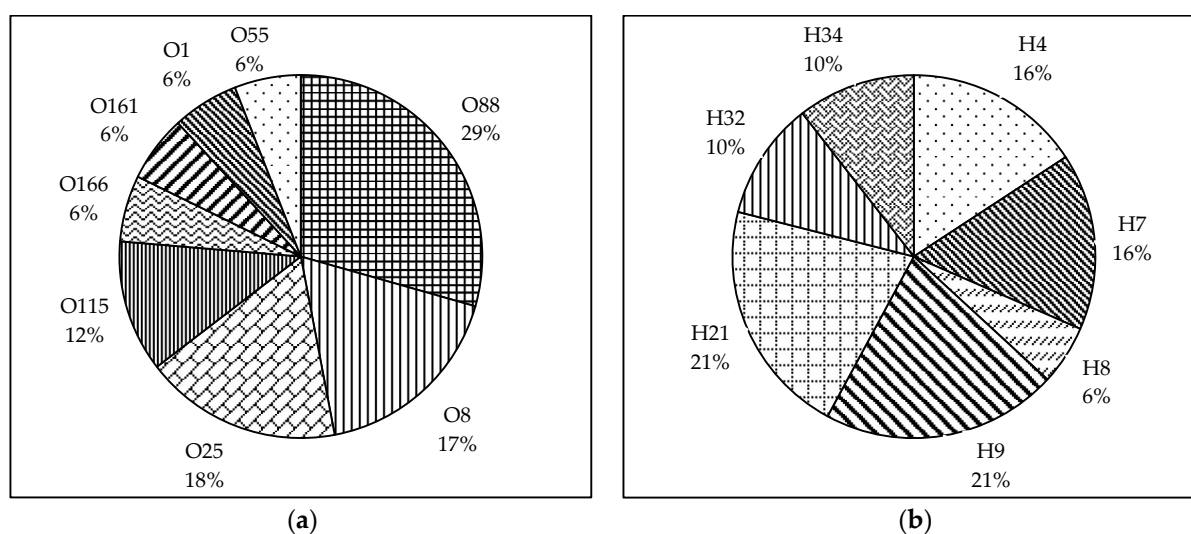 O55
6%
O1
6%
O161
6%
O166
6%
O115
12%
O25
18%
O8
17%
O88
29%
(a)
H34
10%
H4
16%
H32
10%
H7
16%
H21
21%
H8
6%
H9
21%
(b)